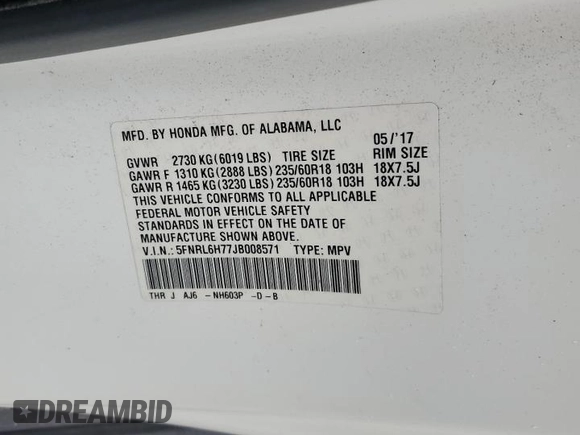 MFD. BY HONDA MFG. OF ALABAMA, LLC
05/'17
GVWR 2730 KG(6019 LBS) TIRE SIZE RIM SIZE
GAWR F 1310 KG(2888 LBS) 235/60R18 103H 18X7.5J
GAWR R 1465 KG(3230 LBS) 235/60R18 103H 18X7.5J
THIS VEHICLE CONFORMS TO ALL APPLICABLE
FEDERAL MOTOR VEHICLE SAFETY
STANDARDS IN EFFECT ON THE DATE OF
MANUFACTURE SHOWN ABOVE.
V.I.N.: 5FNRL6H77JB008571 TYPE: MPV
THR J AJ6 -NH603P -D-B
DREAMBID